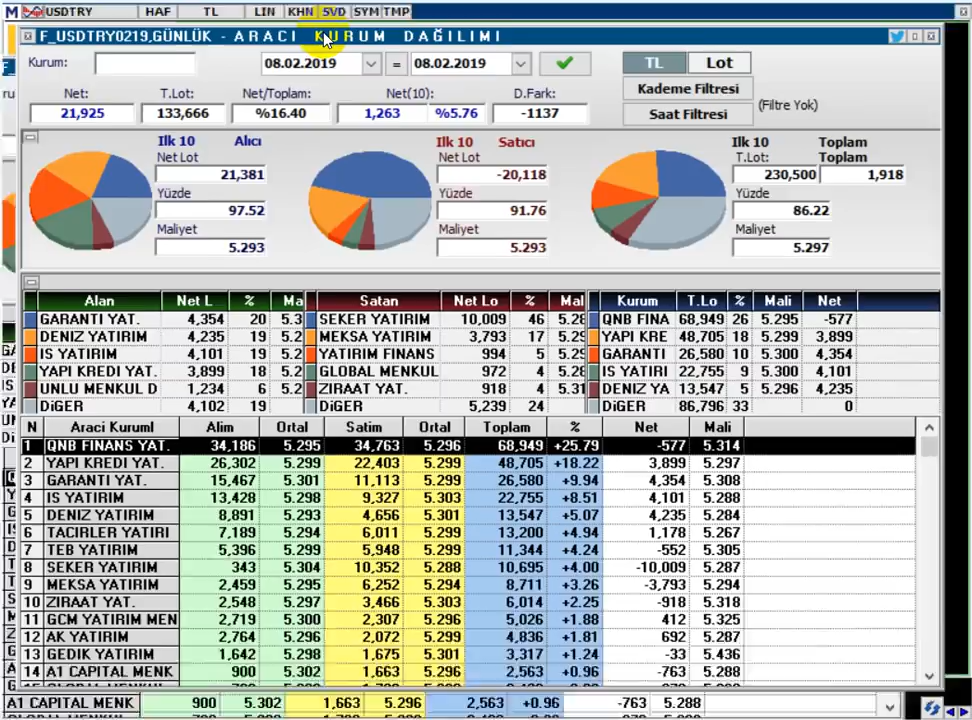 USDTRY HAF TL LIN KHN SVD SYM TMP
F_USDTRY0219,GÜNLÜK - ARACI KURUM DAĞILIMI
Kurum: 08.02.2019 = 08.02.2019 TL Lot
Kademe Filtresi
Net: T.Lot: Net/Toplam: Net(10): D.Fark: (Filtre Yok)
21,925 133,666 %16.40 1,263 %5.76 -1137 Saat Filtresi
Ilk 10 Alıcı Ilk 10 Satıcı Ilk 10 Toplam
Net Lot Net Lot T.Lot: Toplam
21,381 -20,118 230,500 1,918
Yüzde Yüzde Yüzde
97.52 91.76 86.22
Maliyet Maliyet Maliyet
5.293 5.293 5.297
Alan Net L % Ma Satan Net Lo % Mal Kurum T.Lo % Mali Net
GARANTI YAT. 4,354 20 5.3 SEKER YATIRIM 10,009 46 5.28 QNB FINA 68,949 26 5.295 -577
DENIZ YATIRIM 4,235 19 5.2 MEKSA YATIRIM 3,793 17 5.29 YAPI KRE 48,705 18 5.299 3,899
IS YATIRIM 4,101 19 5.2 YATIRIM FINANS 994 5 5.29 GARANTI 26,580 10 5.300 4,354
YAPI KREDI YAT. 3,899 18 5.2 GLOBAL MENKUL 972 4 5.28 IS YATIRI 22,755 9 5.300 4,101
UNLU MENKUL D 1,234 6 5.2 ZIRAAT YAT. 918 4 5.31 DENIZ YA 13,547 5 5.296 4,235
DiGER 4,102 19 DiGER 5,239 24 DiGER 86,796 33 0
N Araci Kuruml Alim Ortal Satim Ortal Toplam % Net Mali
1 QNB FINANS YAT. 34,186 5.295 34,763 5.296 68,949 +25.79 -577 5.314
2 YAPI KREDI YAT. 26,302 5.299 22,403 5.299 48,705 +18.22 3,899 5.297
3 GARANTI YAT. 15,467 5.301 11,113 5.299 26,580 +9.94 4,354 5.308
4 IS YATIRIM 13,428 5.298 9,327 5.303 22,755 +8.51 4,101 5.288
5 DENIZ YATIRIM 8,891 5.293 4,656 5.301 13,547 +5.07 4,235 5.284
6 TACIRLER YATIRI 7,189 5.294 6,011 5.299 13,200 +4.94 1,178 5.267
7 TEB YATIRIM 5,396 5.299 5,948 5.299 11,344 +4.24 -552 5.305
8 SEKER YATIRIM 343 5.304 10,352 5.288 10,695 +4.00 -10,009 5.287
9 MEKSA YATIRIM 2,459 5.295 6,252 5.294 8,711 +3.26 -3,793 5.294
10 ZIRAAT YAT. 2,548 5.297 3,466 5.303 6,014 +2.25 -918 5.318
11 GCM YATIRIM MEN 2,719 5.300 2,307 5.296 5,026 +1.88 412 5.325
12 AK YATIRIM 2,764 5.296 2,072 5.299 4,836 +1.81 692 5.287
13 GEDIK YATIRIM 1,642 5.298 1,675 5.301 3,317 +1.24 -33 5.436
14 A1 CAPITAL MENK 900 5.302 1,663 5.296 2,563 +0.96 -763 5.288
A1 CAPITAL MENK 900 5.302 1,663 5.296 2,563 +0.96 -763 5.288